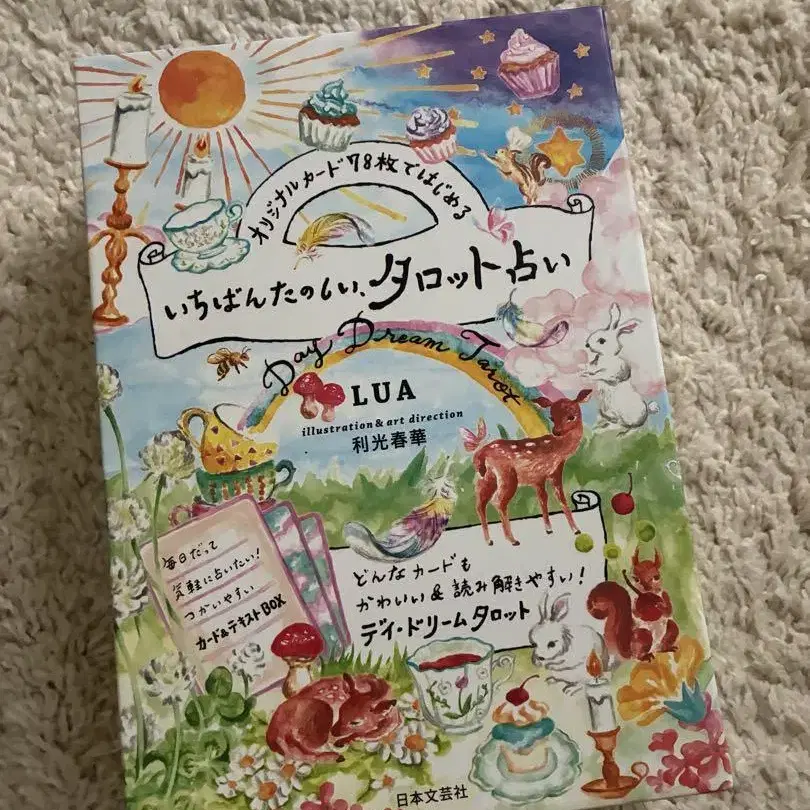 オリジナルカード78枚ではじめる
いちばんたのしい、タロット占い
Day Dream Tarot
LUA
illustration & art direction
利光春華
毎日だって
気軽に占いたい!
つかいやすい
カード&テキストBOX
どんなカードも
かわいい&読み解きやすい!
デイ・ドリームタロット
日本文芸社